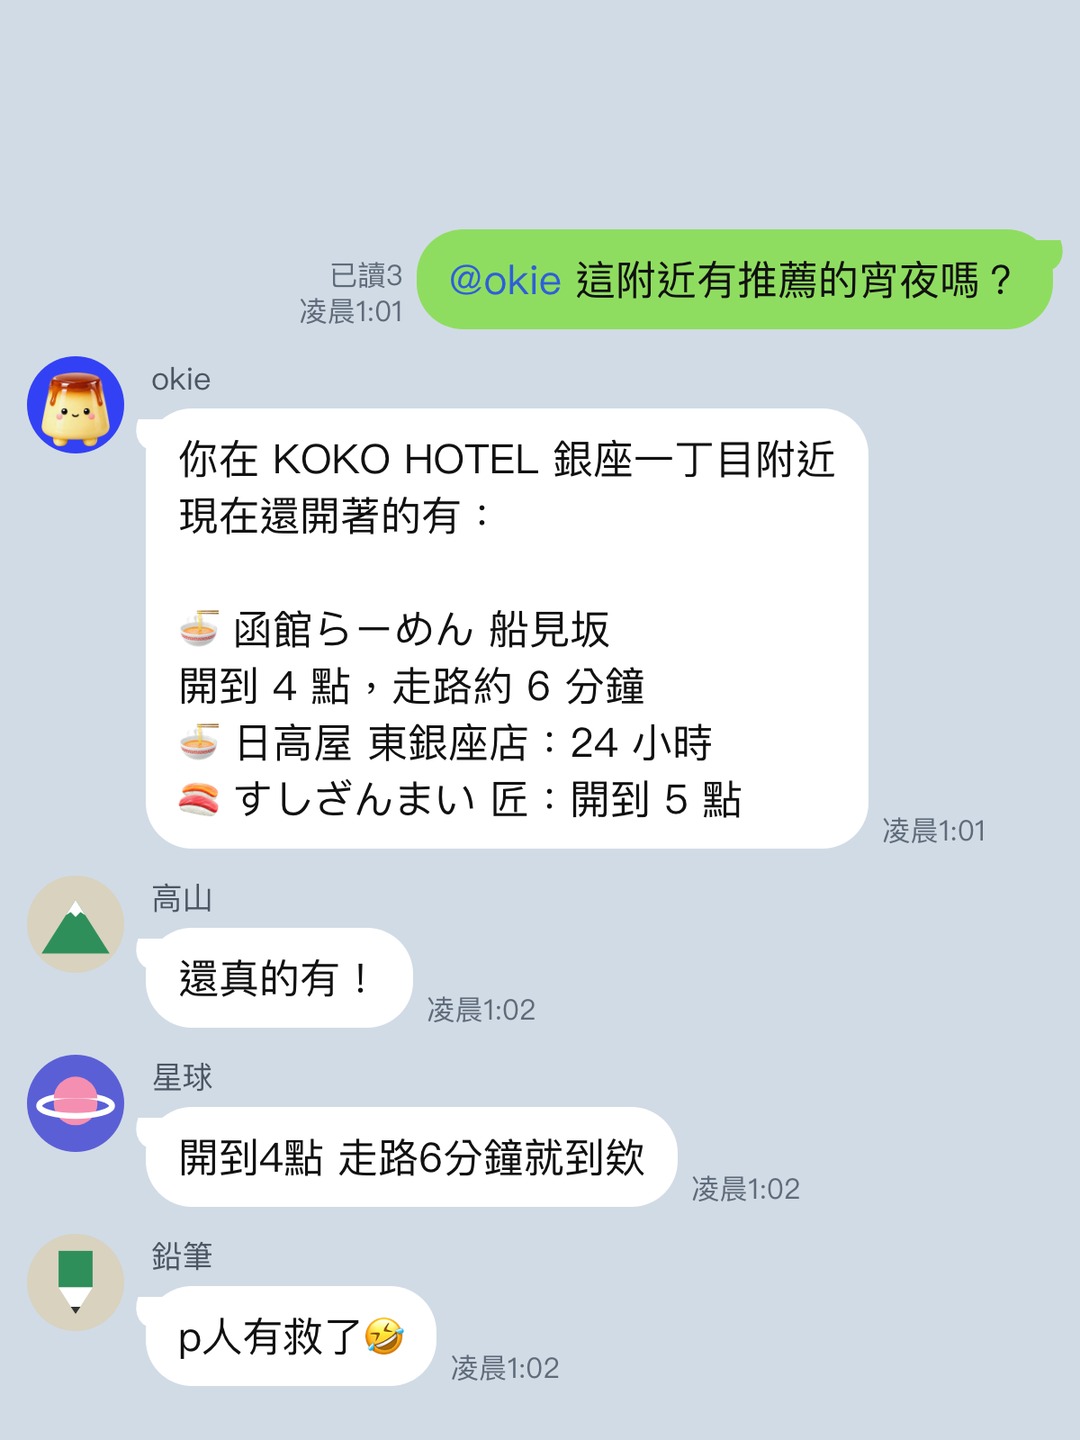 @okie 這附近有推薦的宵夜嗎？
已讀3
凌晨1:01
okie
你在 KOKO HOTEL 銀座一丁目附近
現在還開著的有：
🍜 函館らーめん 船見坂
開到 4 點，走路約 6 分鐘
🍜 日高屋 東銀座店：24 小時
🍣 すしざんまい 匠：開到 5 點
凌晨1:01
高山
還真的有！
凌晨1:02
星球
開到4點 走路6分鐘就到欸
凌晨1:02
鉛筆
p人有救了🤣
凌晨1:02